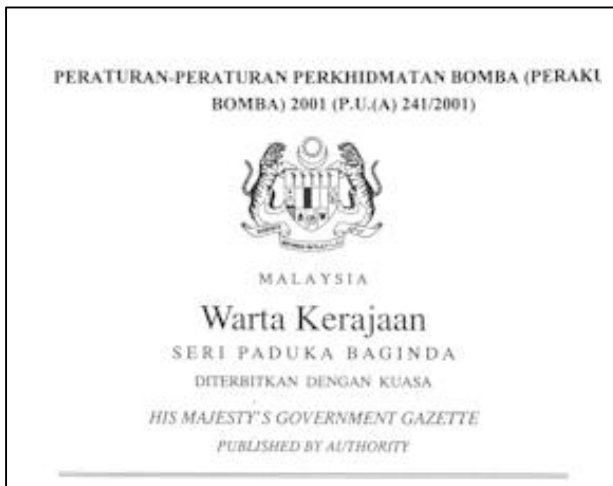 PERATURAN-PERATURAN PERKHIDMATAN BOMBA (PERAKU
BOMBA) 2001 (P.U.(A) 241/2001)
MALAYSIA
Warta Kerajaan
SERI PADUKA BAGINDA
DITERBITKAN DENGAN KUASA
HIS MAJESTY'S GOVERNMENT GAZETTE
PUBLISHED BY AUTHORITY